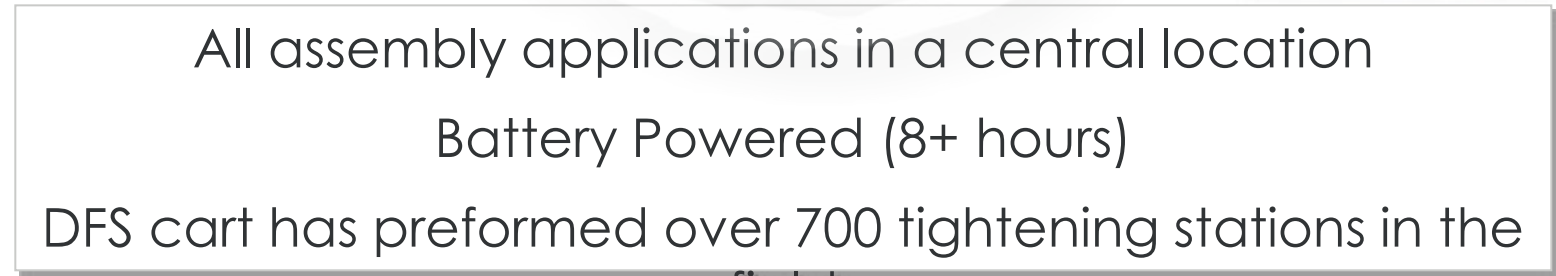 All assembly applications in a central location
Battery Powered (8+ hours)
DFS cart has preformed over 700 tightening stations in the